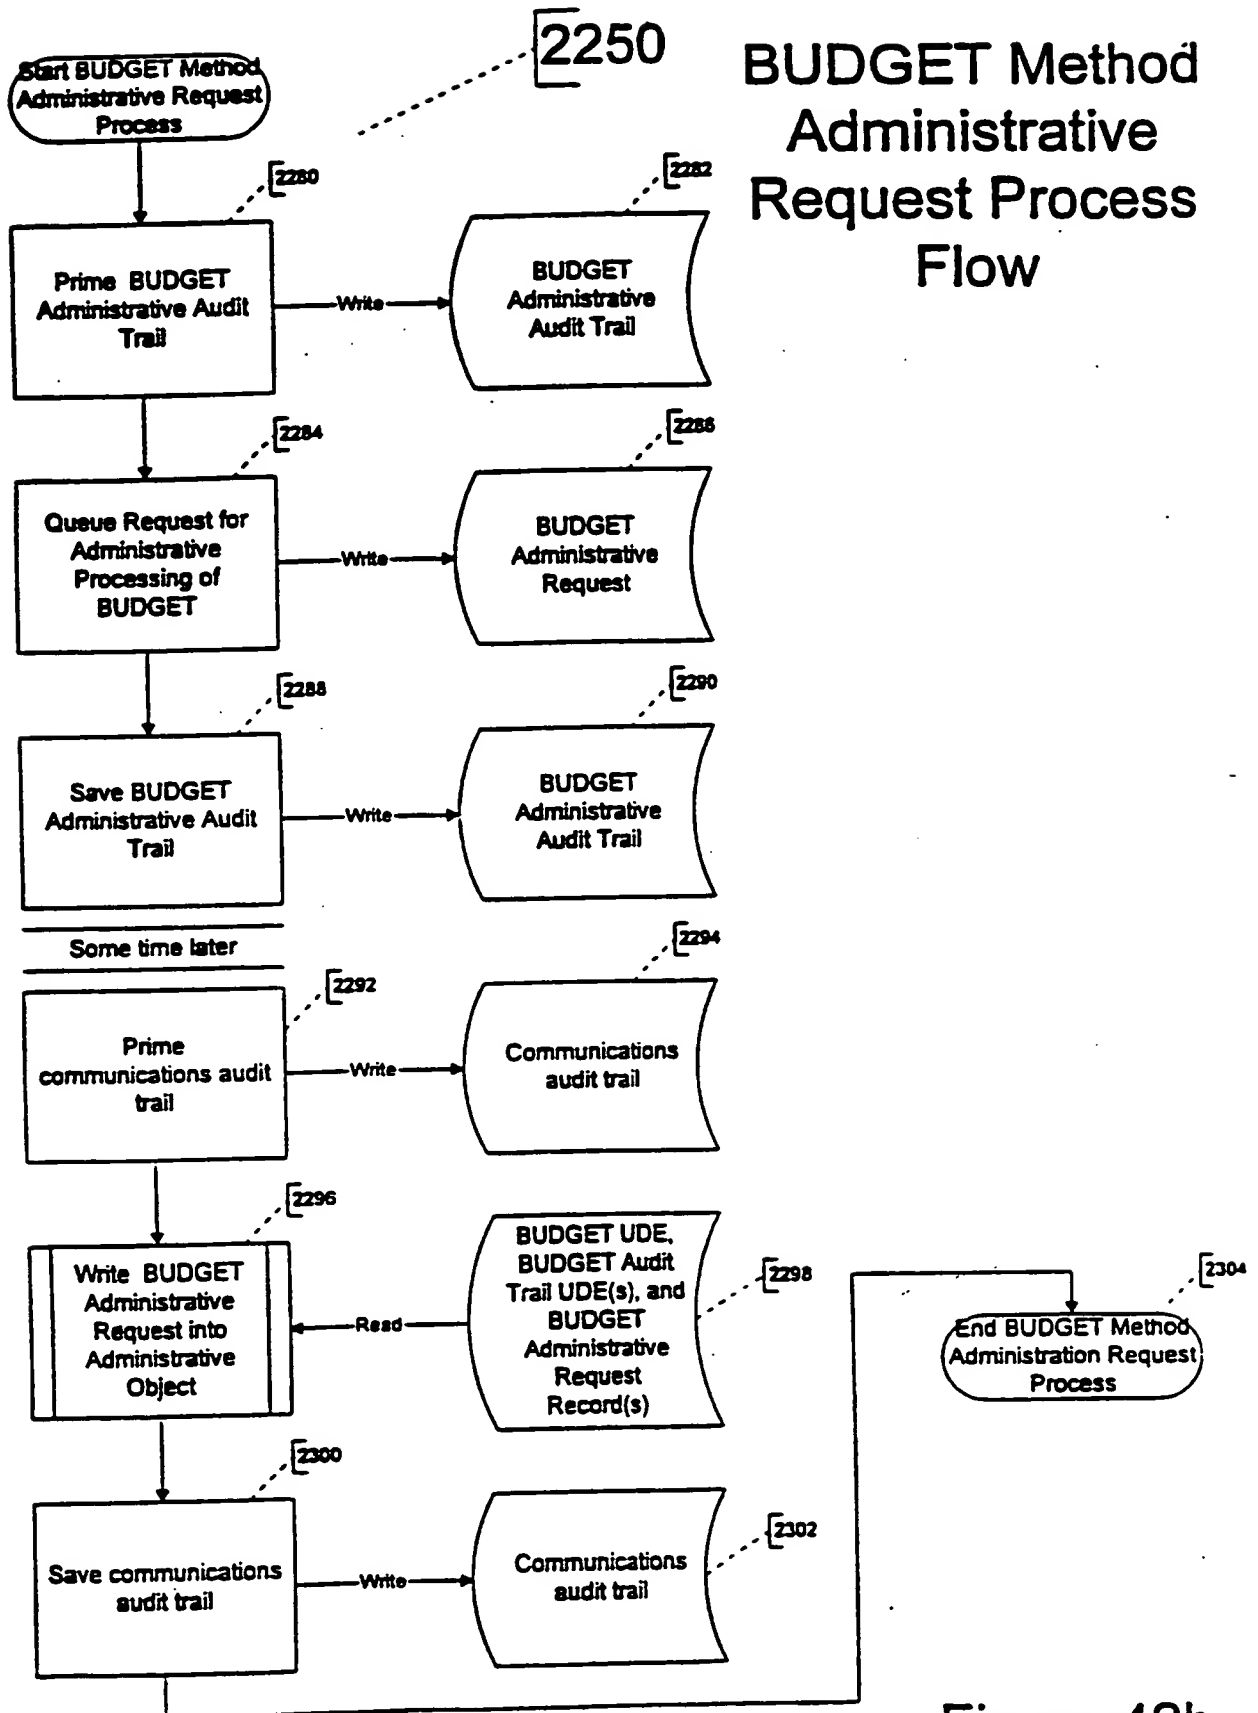 2250
BUDGET Method
Administrative
Request Process
Flow
Start BUDGET Method
Administrative Request
Process
2280
Prime BUDGET
Administrative Audit
Trail
Write
2282
BUDGET
Administrative
Audit Trail
2284
Queue Request for
Administrative
Processing of
BUDGET
Write
2286
BUDGET
Administrative
Request
2288
Save BUDGET
Administrative Audit
Trail
Write
2290
BUDGET
Administrative
Audit Trail
Some time later
2292
Prime
communications audit
trail
Write
2294
Communications
audit trail
2296
Write BUDGET
Administrative
Request into
Administrative
Object
Read
BUDGET UDE,
BUDGET Audit
Trail UDE(s), and
BUDGET
Administrative
Request
Record(s)
2298
2304
End BUDGET Method
Administration Request
Process
2300
Save communications
audit trail
Write
2302
Communications
audit trail